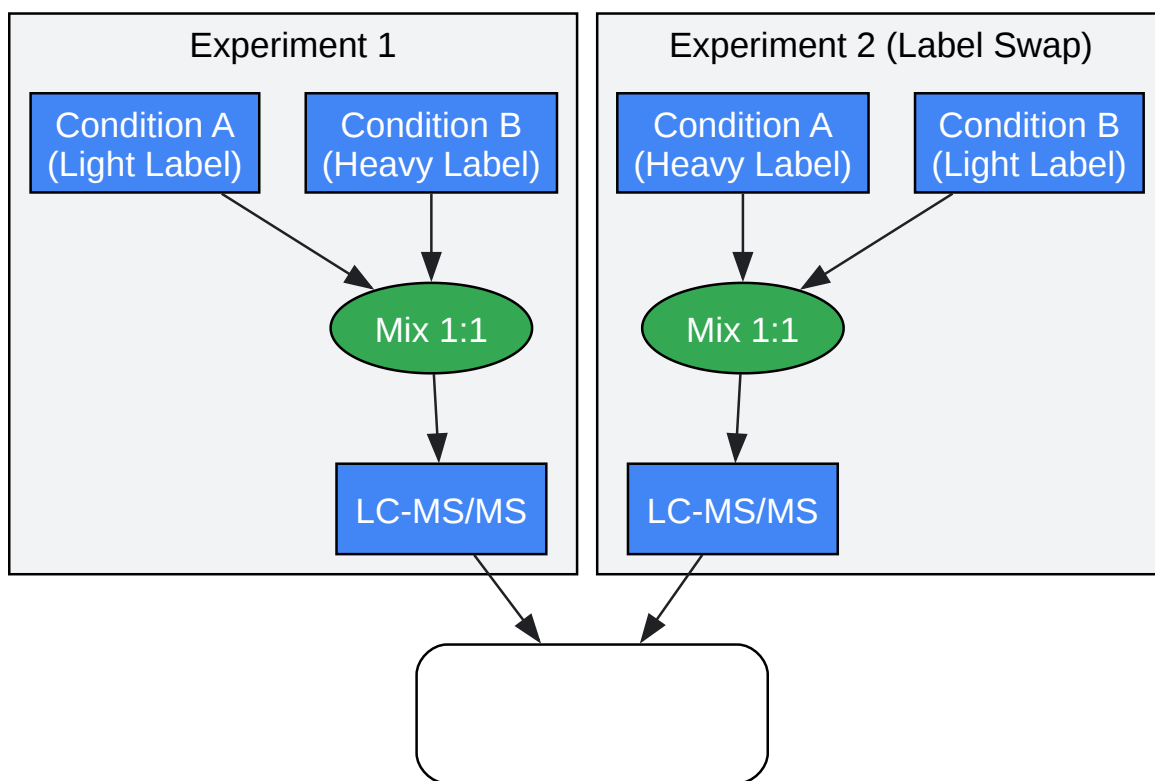 Experiment 1
Condition A
(Light Label)
Condition B
(Heavy Label)
Mix 1:1
LC-MS/MS
Experiment 2 (Label Swap)
Condition A
(Heavy Label)
Condition B
(Light Label)
Mix 1:1
LC-MS/MS